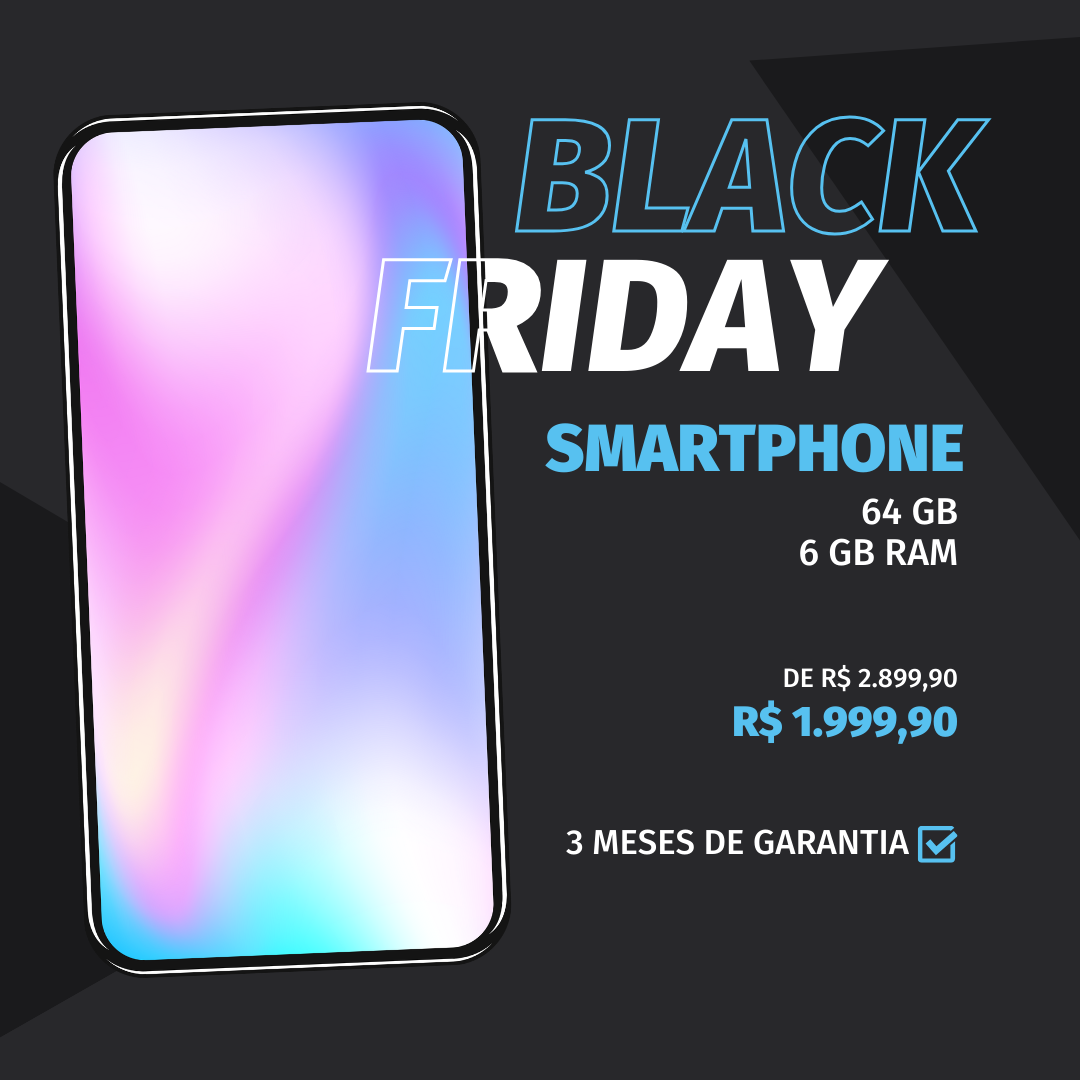 BLACK
FRIDAY
SMARTPHONE
64 GB
6 GB RAM
DE R$ 2.899,90
R$ 1.999,90
3 MESES DE GARANTIA